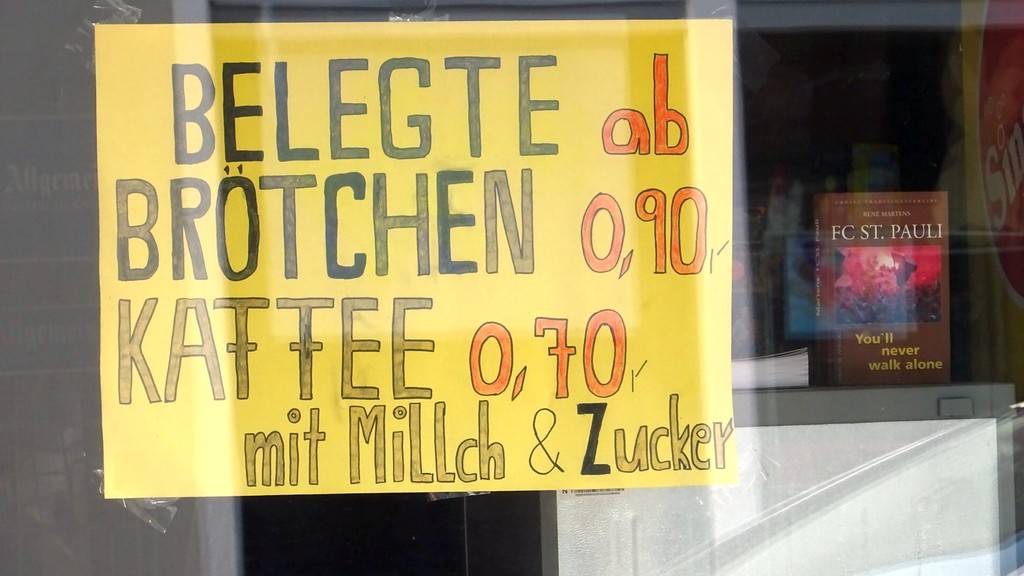 BELEGTE ab
BRÖTCHEN 0,90,-
KAFFEE 0,70,-
mit MiLLch & Zucker
RENÉ MARTENS
FC ST. PAULI
You'll
never
walk alone